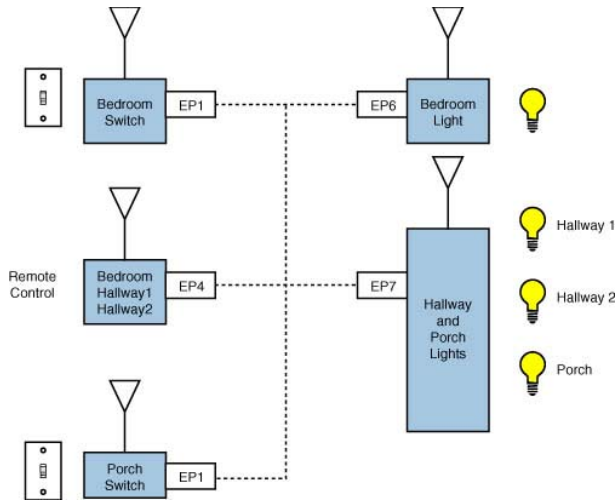 Bedroom
Switch
EP1
EP6
Bedroom
Light
Hallway 1
Remote
Control
Bedroom
Hallway1
Hallway2
EP4
EP7
Hallway
and
Porch
Lights
Hallway 2
Porch
Porch
Switch
EP1